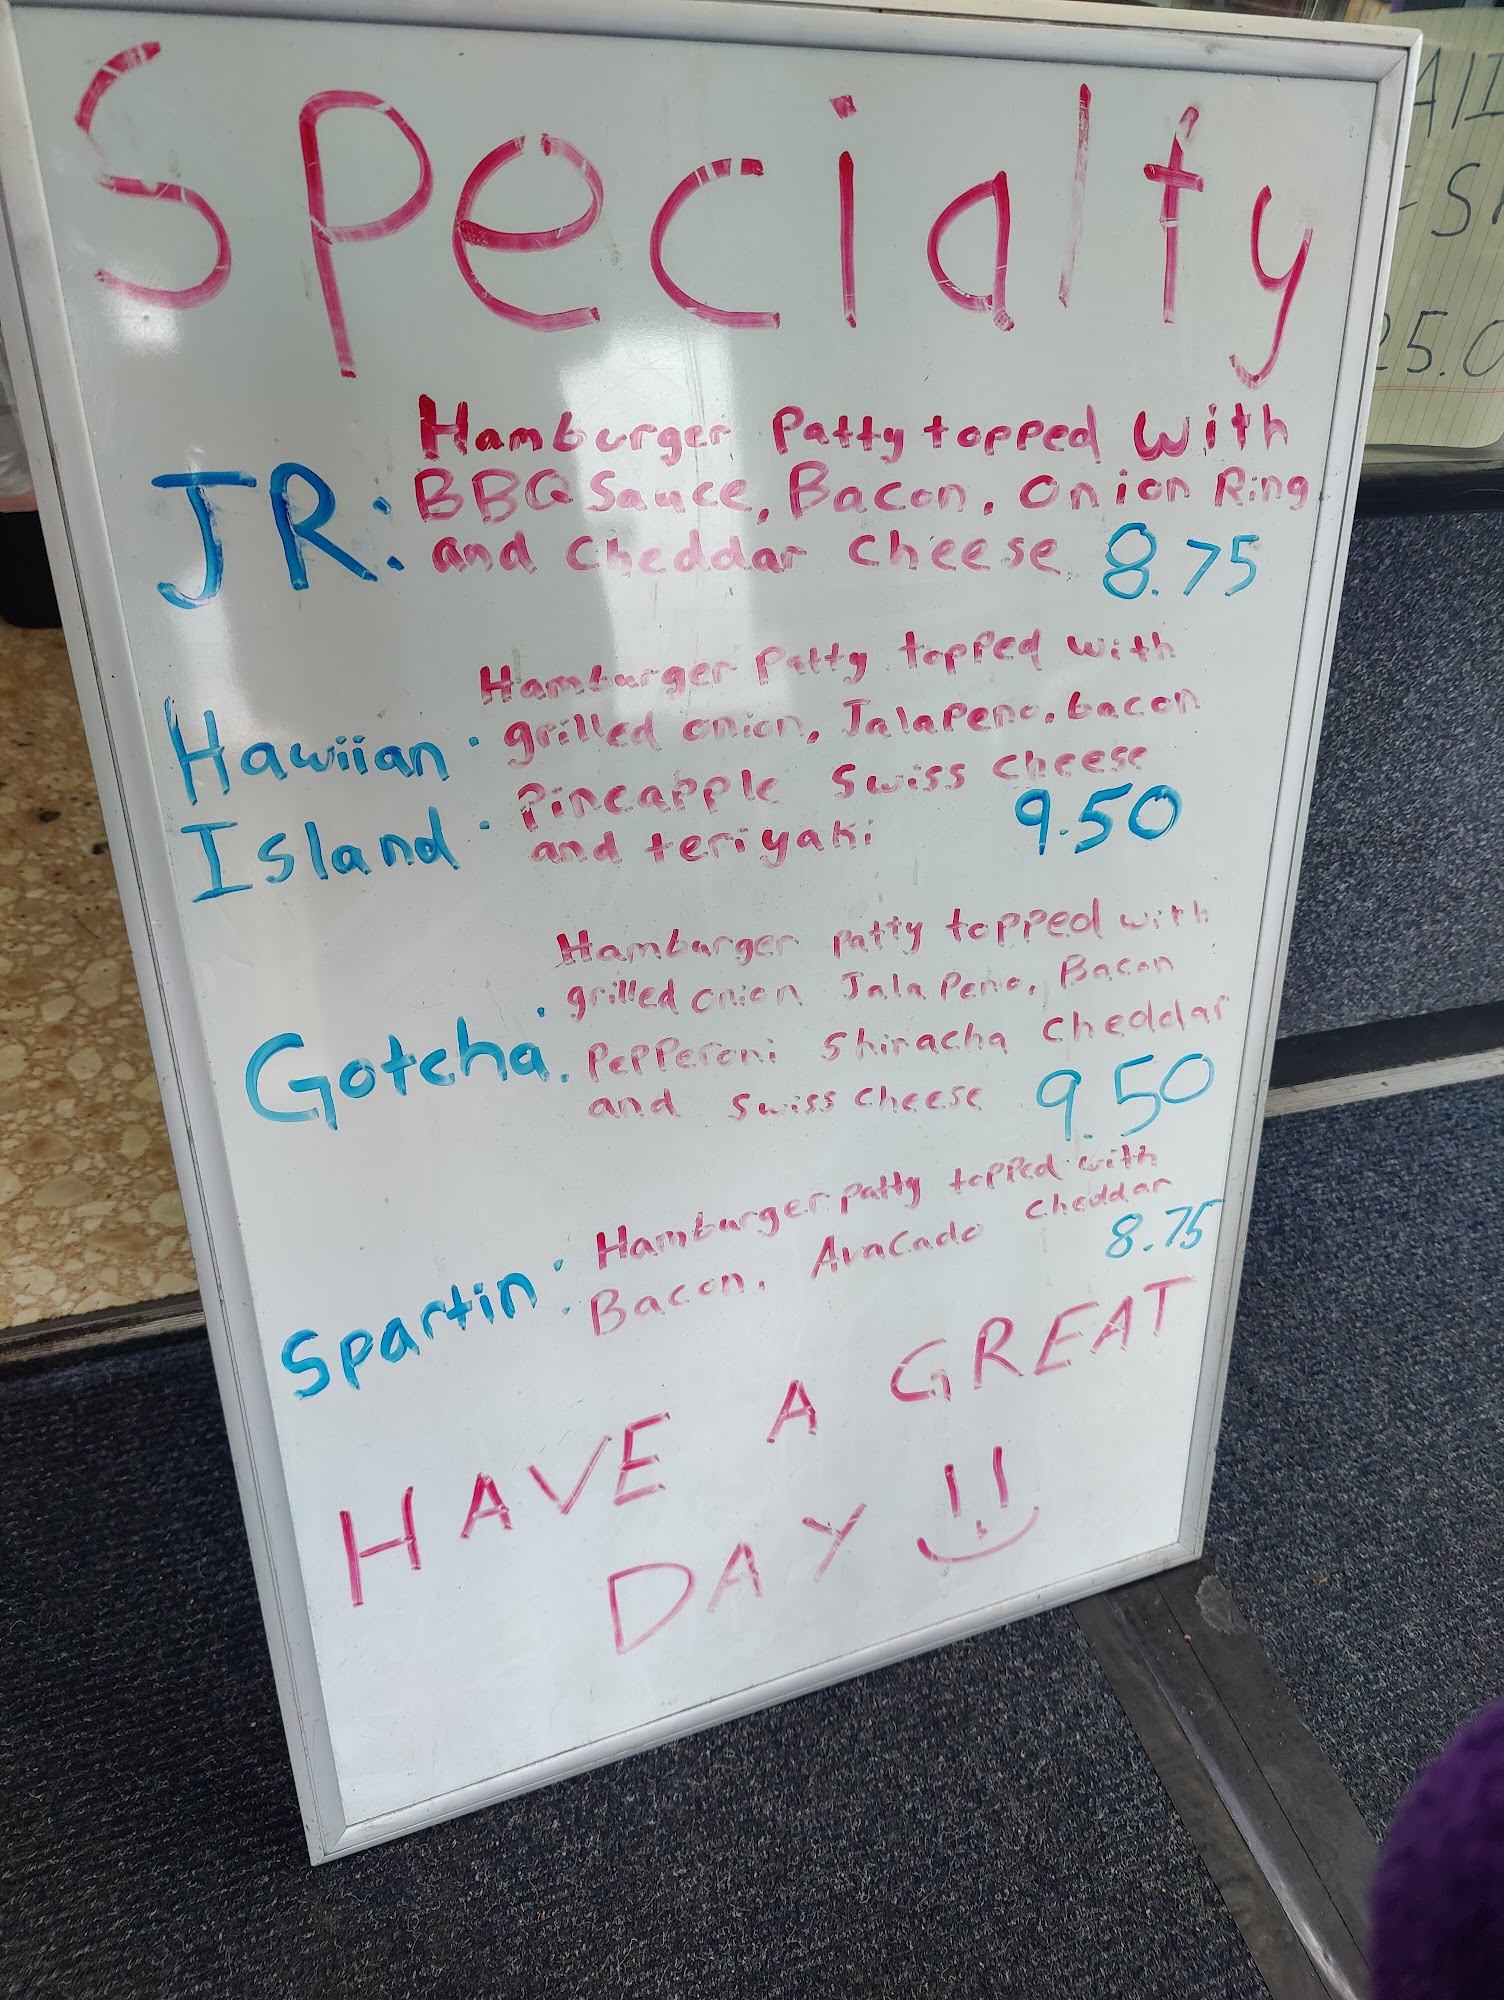 Specialty
JR: Hamburger Patty topped with
BBQ Sauce, Bacon, Onion Ring
and Cheddar Cheese 8.75
Hawiian Island: Hamburger Patty topped with
grilled onion, Jalapeno, bacon
Pineapple Swiss cheese
and teriyaki 9.50
Gotcha: Hamburger patty topped with
grilled onion Jalapeno, Bacon
Pepperoni Shiracha Cheddar
and Swiss Cheese 9.50
Spartin: Hamburger patty topped with
Bacon, Avacado Cheddar 8.75
HAVE A GREAT
DAY